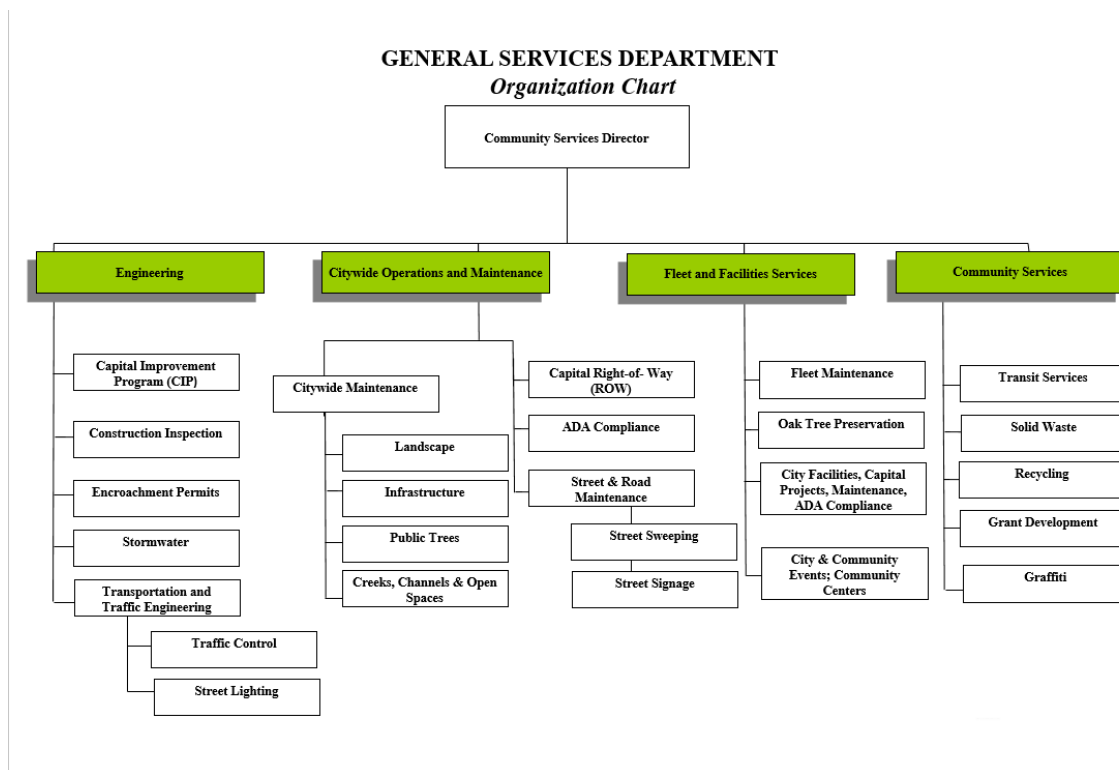 GENERAL SERVICES DEPARTMENT
Organization Chart
Community Services Director
Engineering
Citywide Operations and Maintenance
Fleet and Facilities Services
Community Services
Capital Improvement
Program (CIP)
Construction Inspection
Encroachment Permits
Stormwater
Transportation and
Traffic Engineering
Traffic Control
Street Lighting
Citywide Maintenance
Landscape
Infrastructure
Public Trees
Creeks, Channels & Open
Spaces
Capital Right-of- Way
(ROW)
ADA Compliance
Street & Road
Maintenance
Street Sweeping
Street Signage
Fleet Maintenance
Oak Tree Preservation
City Facilities, Capital
Projects, Maintenance,
ADA Compliance
City & Community
Events; Community
Centers
Transit Services
Solid Waste
Recycling
Grant Development
Graffiti